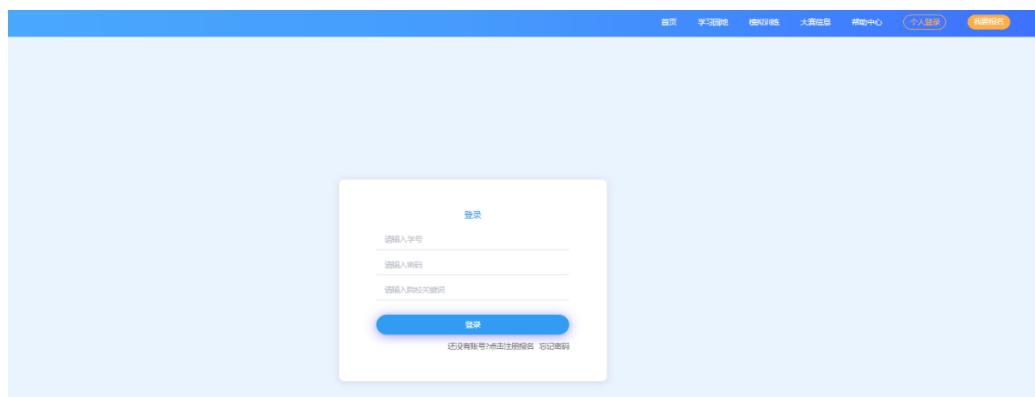 首页 学习园地 模拟训练 大赛信息 帮助中心 个人登录 我要报名
登录
请输入学号
请输入密码
请输入院校关键词
登录
还没有账号?点击注册报名 忘记密码